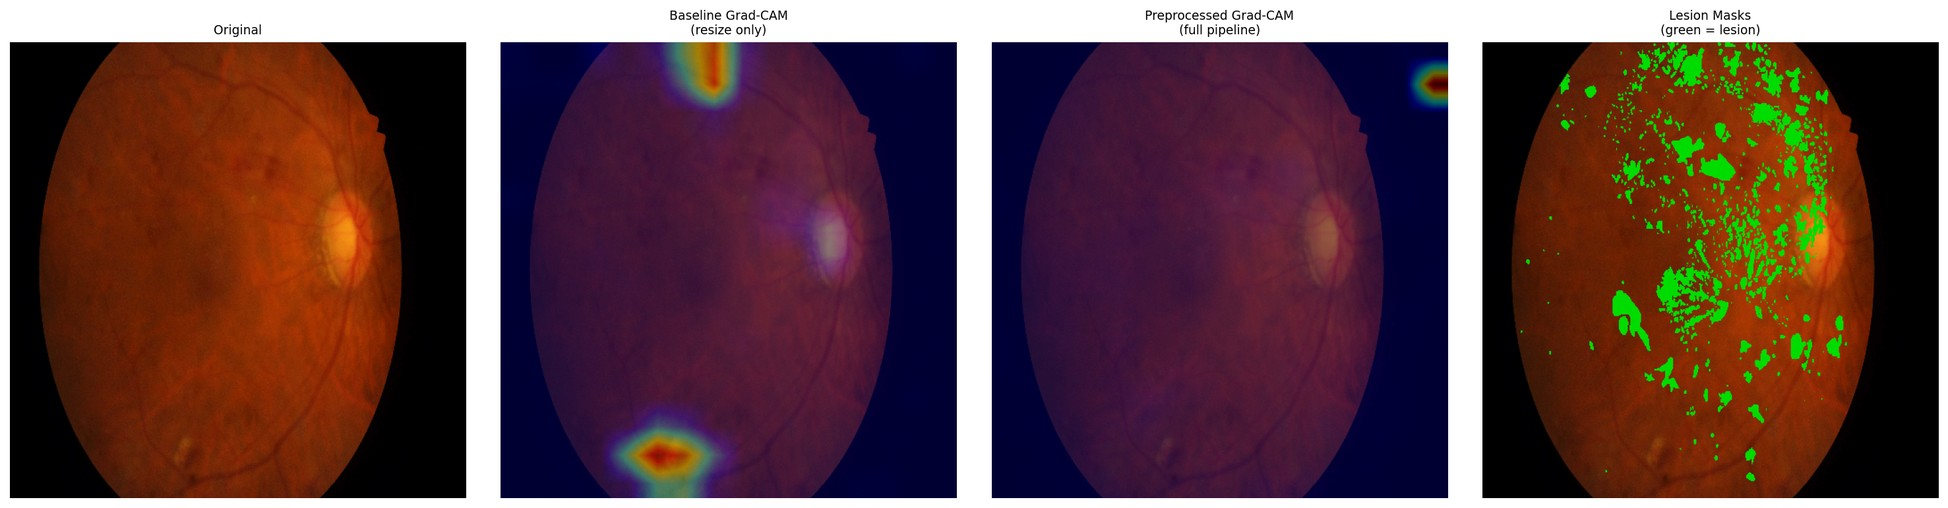 Original
Baseline Grad-CAM
(resize only)
Preprocessed Grad-CAM
(full pipeline)
Lesion Masks
(green = lesion)